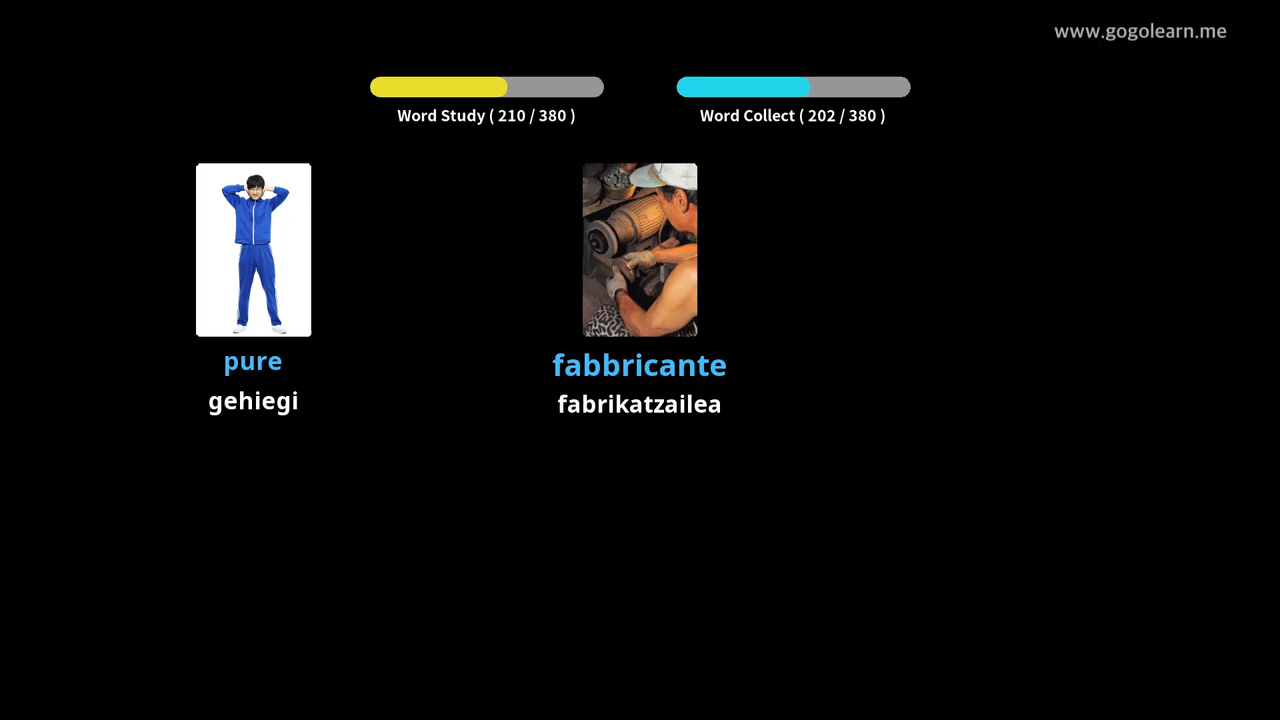 www.gogolearn.me
Word Study ( 210 / 380 )
Word Collect ( 202 / 380 )
pure
gehiegi
fabbricante
fabrikatzailea